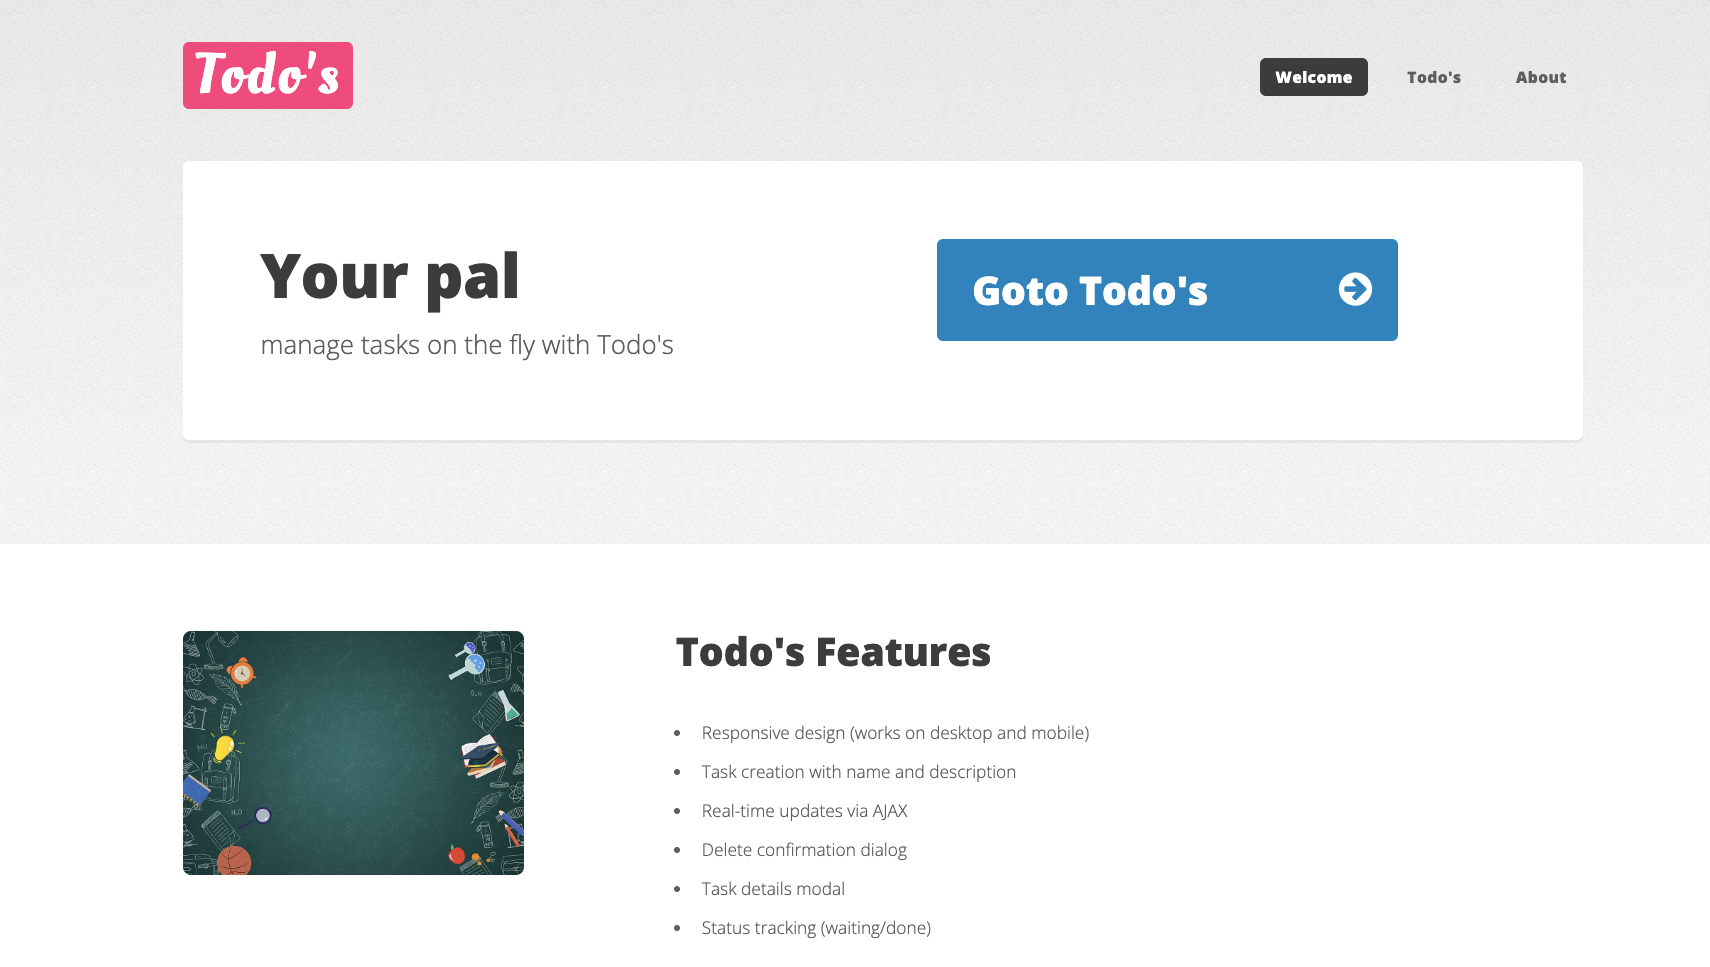 Todo's
Welcome
Todo's
About
Your pal
manage tasks on the fly with Todo's
Goto Todo's
Todo's Features
Responsive design (works on desktop and mobile)
Task creation with name and description
Real-time updates via AJAX
Delete confirmation dialog
Task details modal
Status tracking (waiting/done)
H₂O